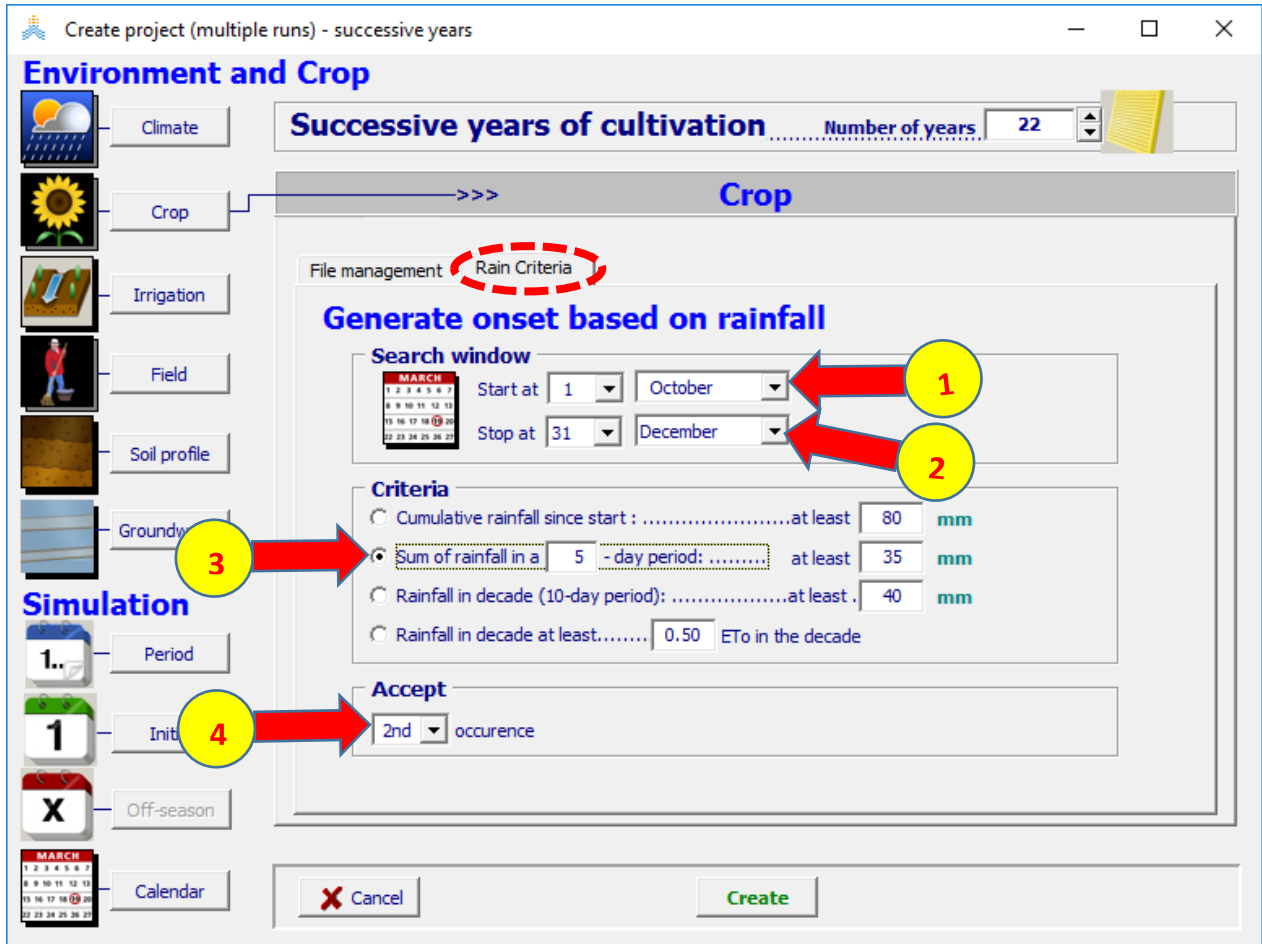 Create project (multiple runs) - successive years
Environment and Crop
Climate
Successive years of cultivation Number of years 22
Crop
>>> Crop
File management Rain Criteria
Irrigation
Generate onset based on rainfall
Search window
MARCH
Start at 1 October
1
Field
Stop at 31 December
2
Soil profile
Criteria
Cumulative rainfall since start : ........................at least 80 mm
3
Sum of rainfall in a 5 - day period: ......... at least 35 mm
Rainfall in decade (10-day period): ...................at least . 40 mm
Rainfall in decade at least........ 0.50 ETo in the decade
Simulation
1.. Period
Accept
4
2nd occurence
1 Initi
X Off-season
MARCH
Calendar
Cancel
Create